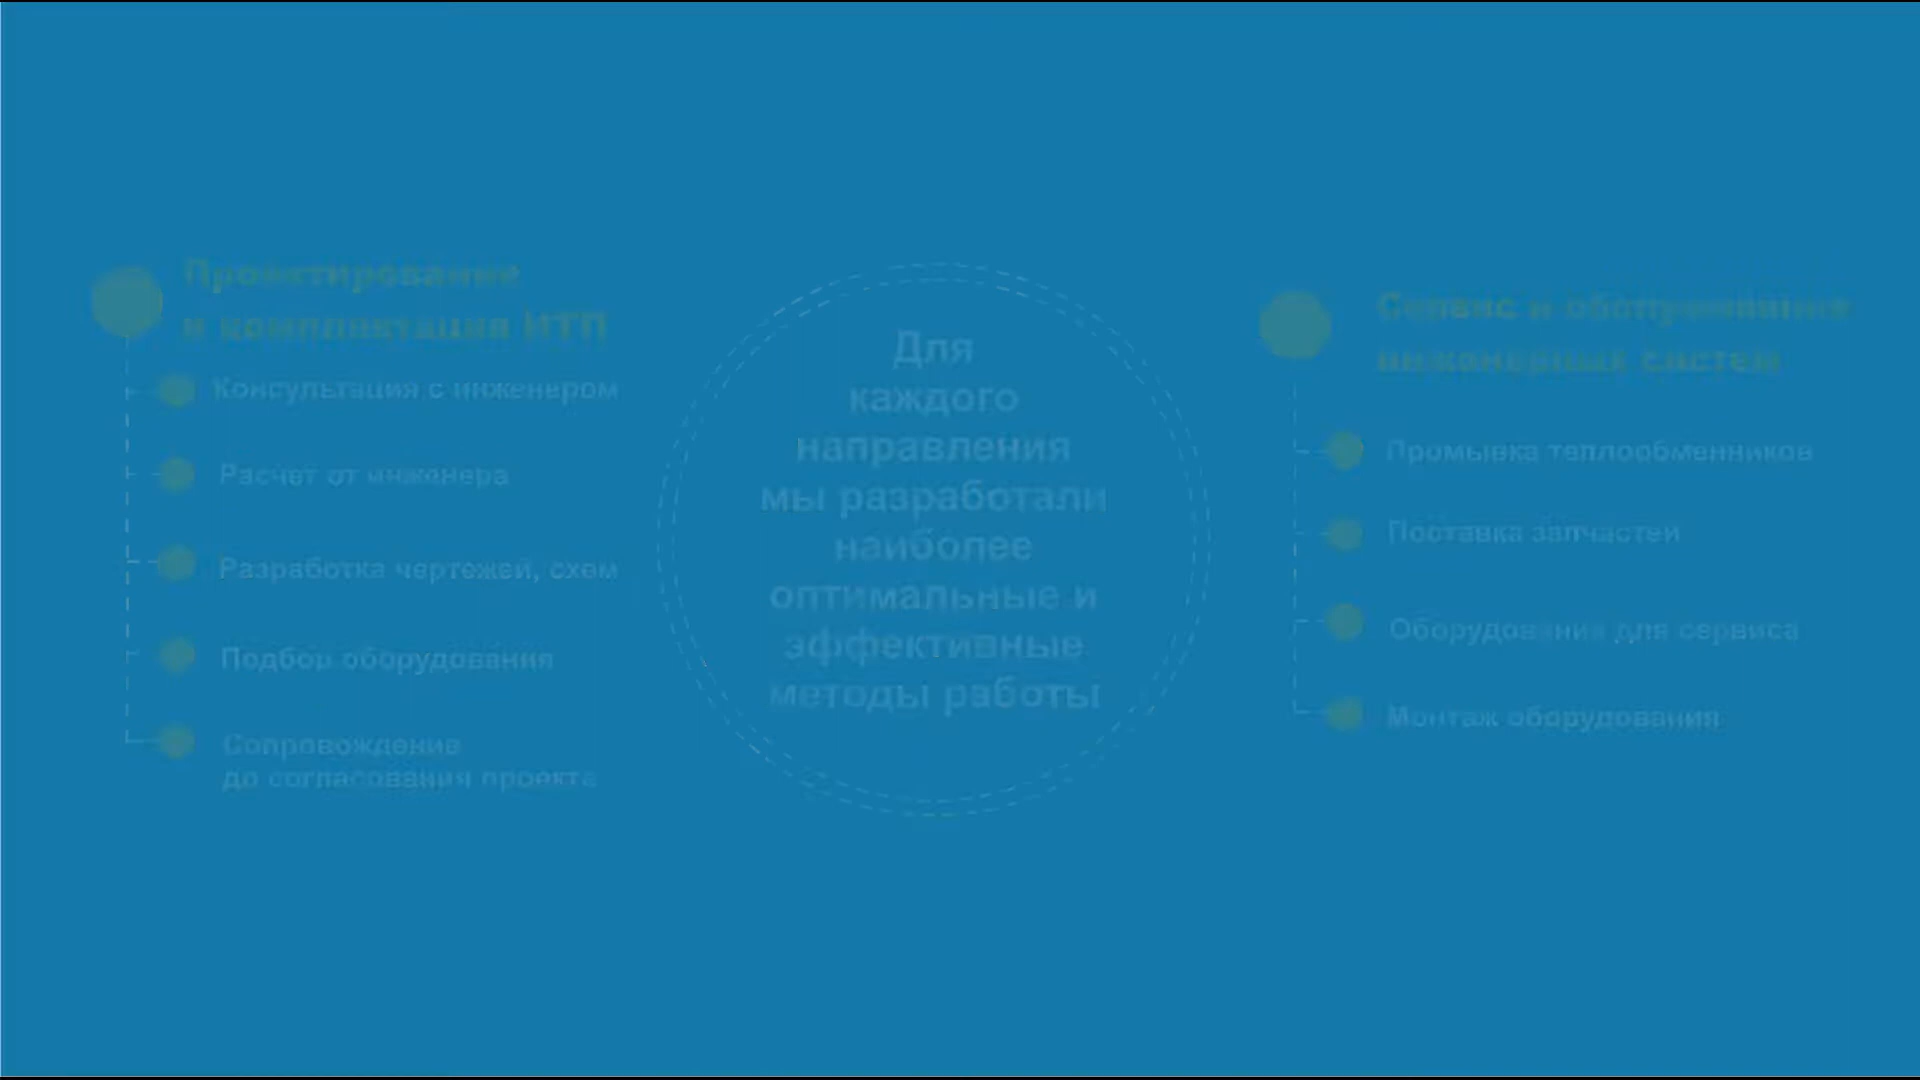 Проектирование
и комплектация ИТП
Консультация с инженером
Расчет от инженера
Разработка чертежей, схем
Подбор оборудования
Сопровождение
до согласования проекта
Для
каждого
направления
мы разработали
наиболее
оптимальные и
эффективные
методы работы
Сервис и обслуживание
инженерных систем
Промывка теплообменников
Поставка запчастей
Оборудование для сервиса
Монтаж оборудования